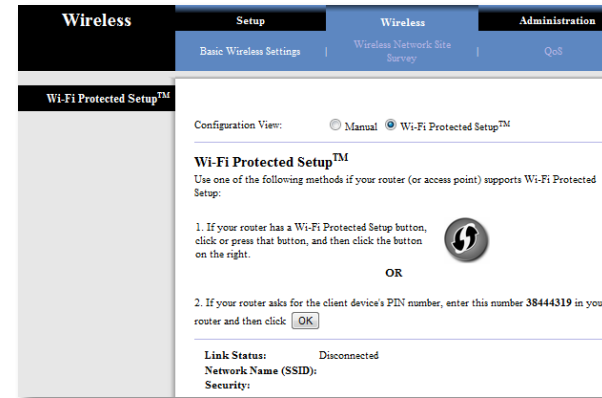 Wireless
Setup
Wireless
Administration
Basic Wireless Settings | Wireless Network Site Survey | QoS
Wi-Fi Protected Setup™
Configuration View: Manual Wi-Fi Protected Setup™
Wi-Fi Protected Setup™
Use one of the following methods if your router (or access point) supports Wi-Fi Protected
Setup:
1. If your router has a Wi-Fi Protected Setup button,
click or press that button, and then click the button
on the right.
OR
2. If your router asks for the client device's PIN number, enter this number 38444319 in you
router and then click OK
Link Status: Disconnected
Network Name (SSID):
Security: